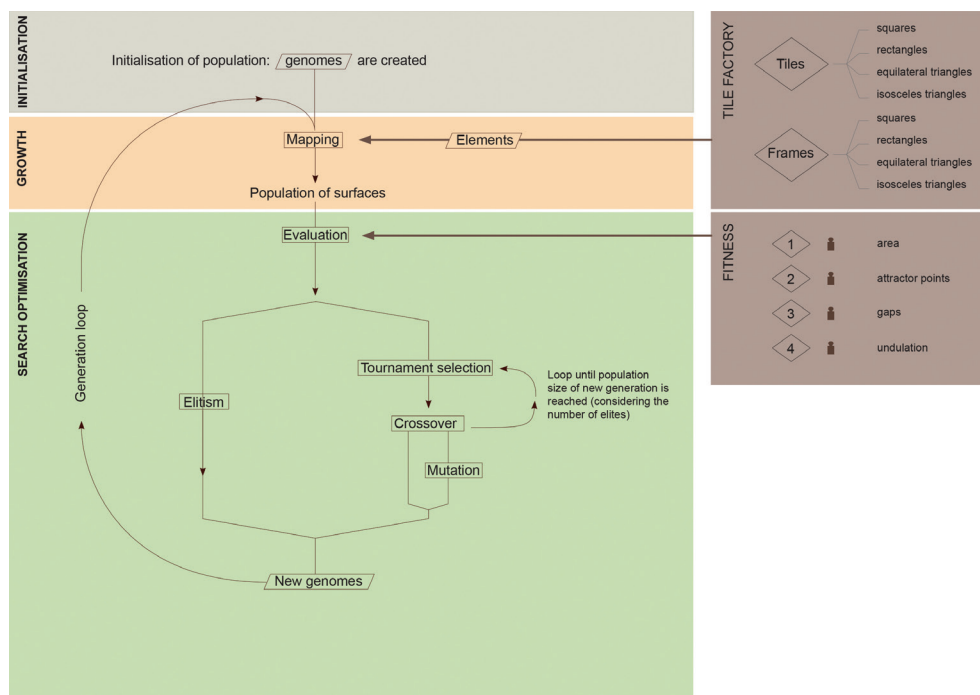 INITIALISATION
Initialisation of population: genomes are created
GROWTH
Mapping
Elements
Population of surfaces
SEARCH OPTIMISATION
Evaluation
Generation loop
Elitism
Tournament selection
Loop until population
size of new generation is
reached (considering the
number of elites)
Crossover
Mutation
New genomes
TILE FACTORY
Tiles
squares
rectangles
equilateral triangles
isosceles triangles
Frames
squares
rectangles
equilateral triangles
isosceles triangles
FITNESS
1 area
2 attractor points
3 gaps
4 undulation